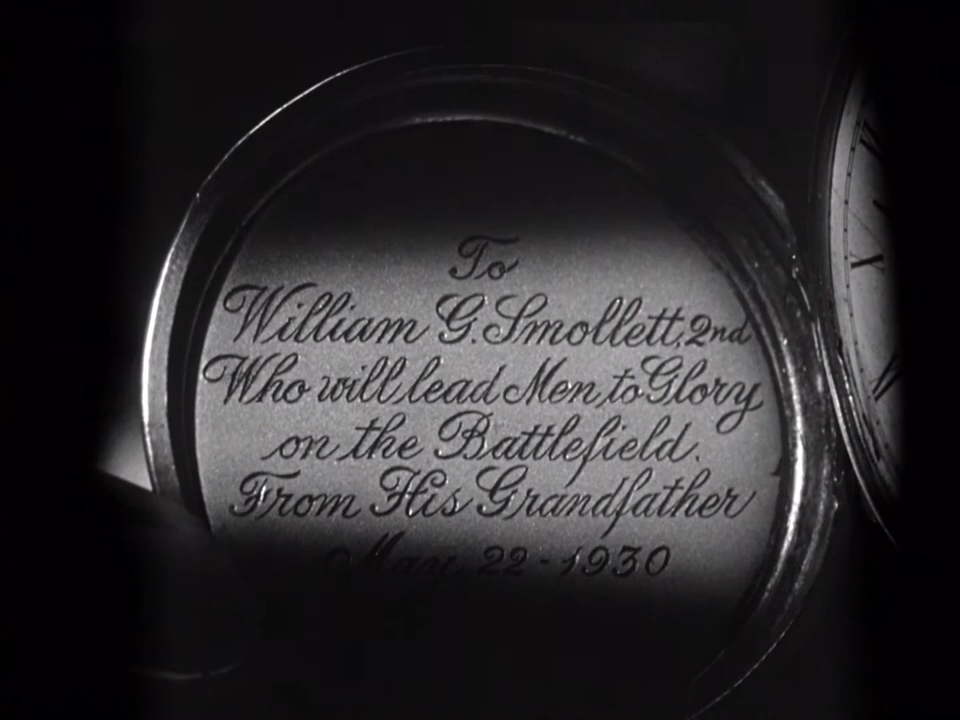 To
William G. Smollett, 2nd
Who will lead Men to Glory
on the Battlefield.
From His Grandfather
May 22-1930
X